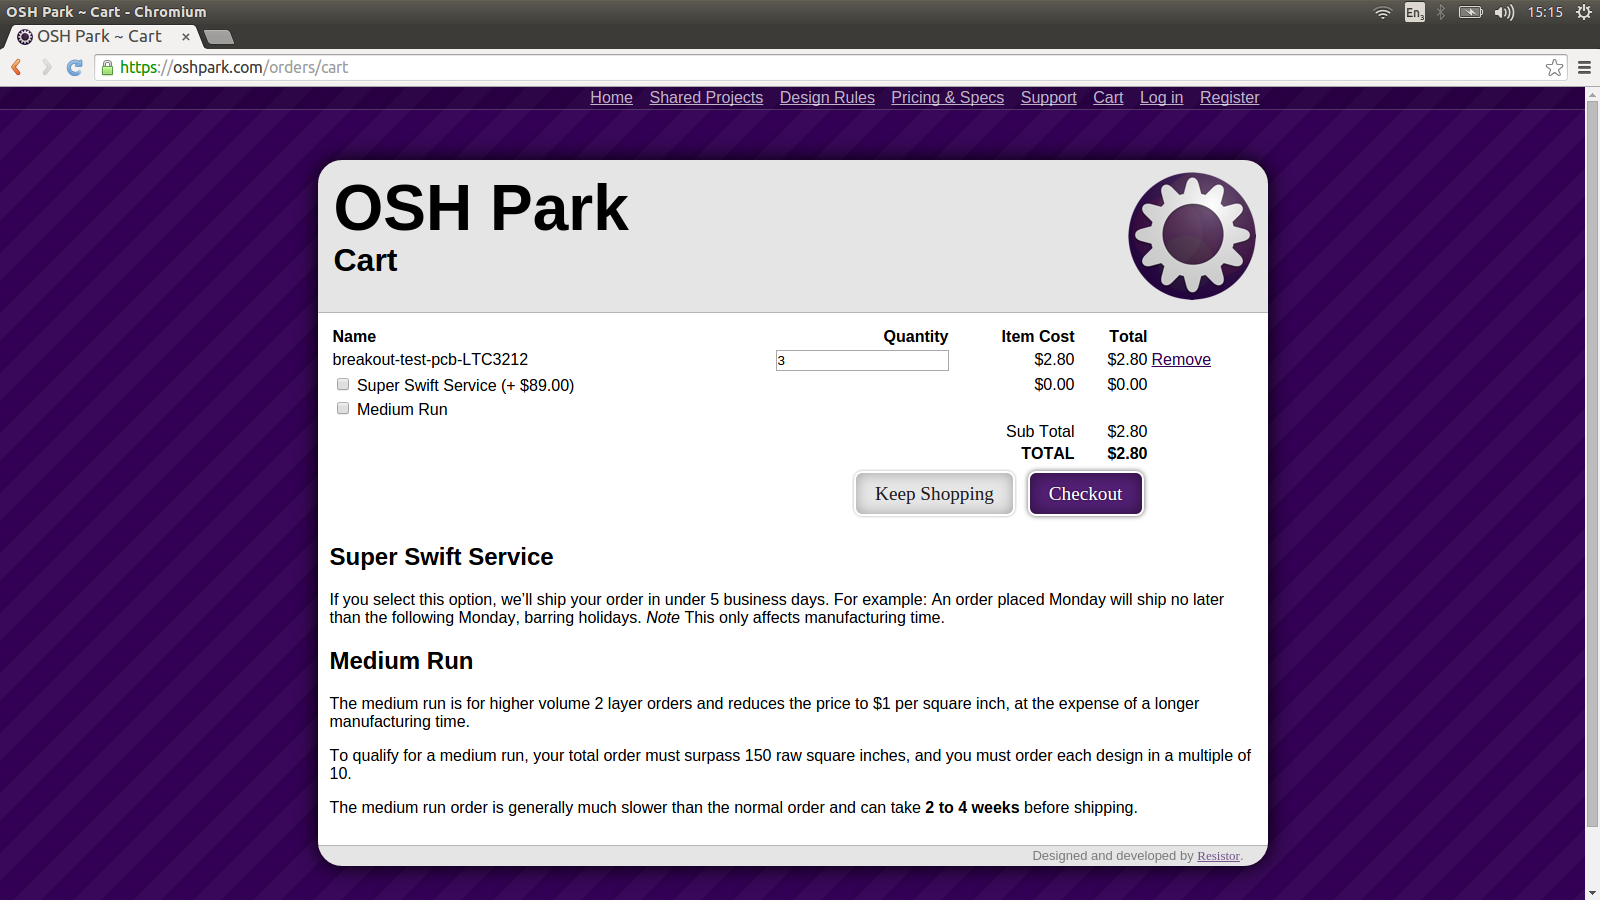 OSH Park ~ Cart - Chromium
En3
15:15
OSH Park ~ Cart ×
https://oshpark.com/orders/cart
Home Shared Projects Design Rules Pricing & Specs Support Cart Log in Register
OSH Park
Cart
Name Quantity Item Cost Total
breakout-test-pcb-LTC3212 3 $2.80 $2.80 Remove
Super Swift Service (+ $89.00) $0.00 $0.00
Medium Run
Sub Total $2.80
TOTAL $2.80
Keep Shopping Checkout
Super Swift Service
If you select this option, we’ll ship your order in under 5 business days. For example: An order placed Monday will ship no later
than the following Monday, barring holidays. Note This only affects manufacturing time.
Medium Run
The medium run is for higher volume 2 layer orders and reduces the price to $1 per square inch, at the expense of a longer
manufacturing time.
To qualify for a medium run, your total order must surpass 150 raw square inches, and you must order each design in a multiple of
10.
The medium run order is generally much slower than the normal order and can take 2 to 4 weeks before shipping.
Designed and developed by Resistor.